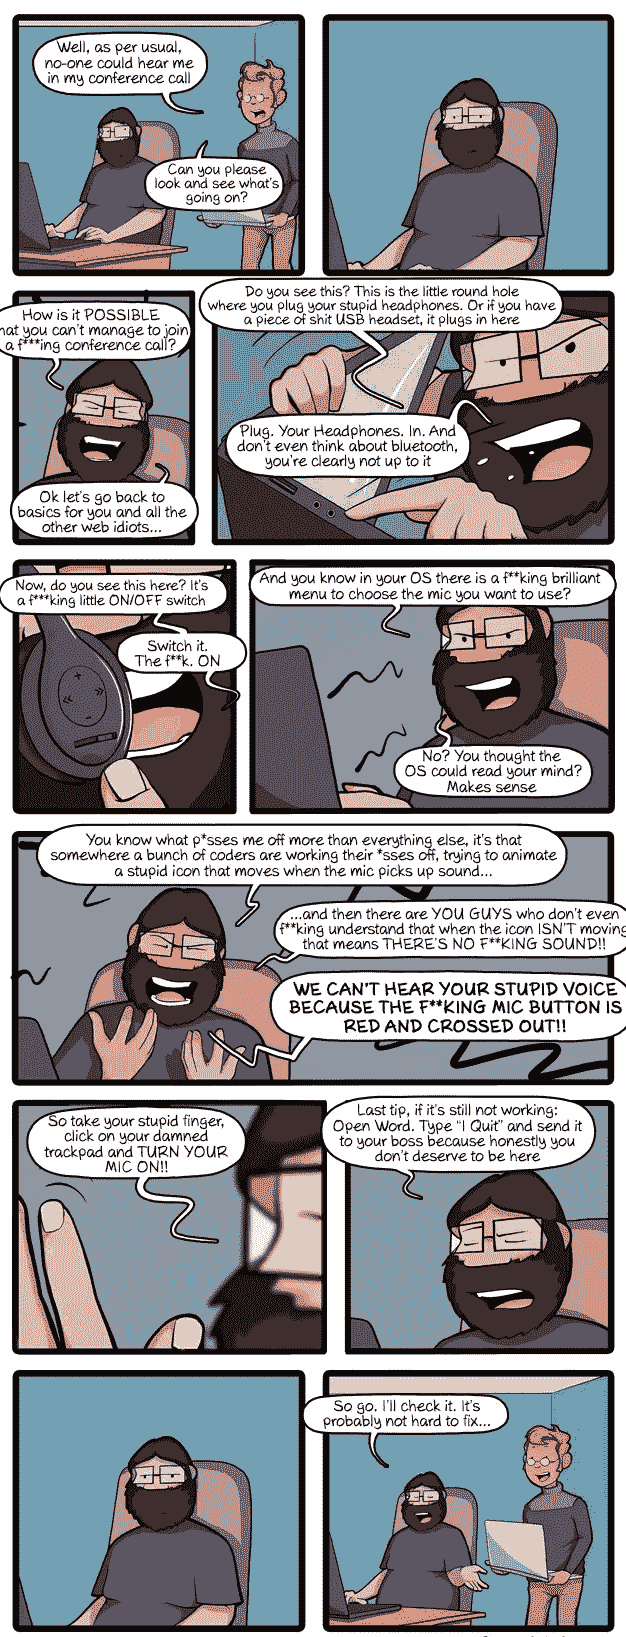 Well, as per usual,
no-one could hear me
in my conference call
Can you please
look and see what's
going on?
How is it POSSIBLE
hat you can't manage to join
a f***ing conference call?
Ok let's go back to
basics for you and all the
other web idiots...
Do you see this? This is the little round hole
where you plug your stupid headphones. Or if you have
a piece of shit USB headset, it plugs in here
Plug. Your Headphones. In. And
don't even think about bluetooth,
you're clearly not up to it
Now, do you see this here? It's
a f**king little ON/OFF switch
Switch it.
The f**k. ON
And you know in your OS there is a f**king brilliant
menu to choose the mic you want to use?
No? You thought the
OS could read your mind?
Makes sense
You know what p*sses me off more than everything else, it's that
somewhere a bunch of coders are working their *sses off, trying to animate
a stupid icon that moves when the mic picks up sound...
...and then there are YOU GUYS who don't even
f**king understand that when the icon ISN'T moving
that means THERE'S NO F**KING SOUND!!
WE CAN'T HEAR YOUR STUPID VOICE
BECAUSE THE F**KING MIC BUTTON IS
RED AND CROSSED OUT!!
So take your stupid finger,
click on your damned
trackpad and TURN YOUR
MIC ON!!
Last tip, if it's still not working:
Open Word. Type "I Quit" and send it
to your boss because honestly you
don't deserve to be here
So go. I'll check it. It's
probably not hard to fix...